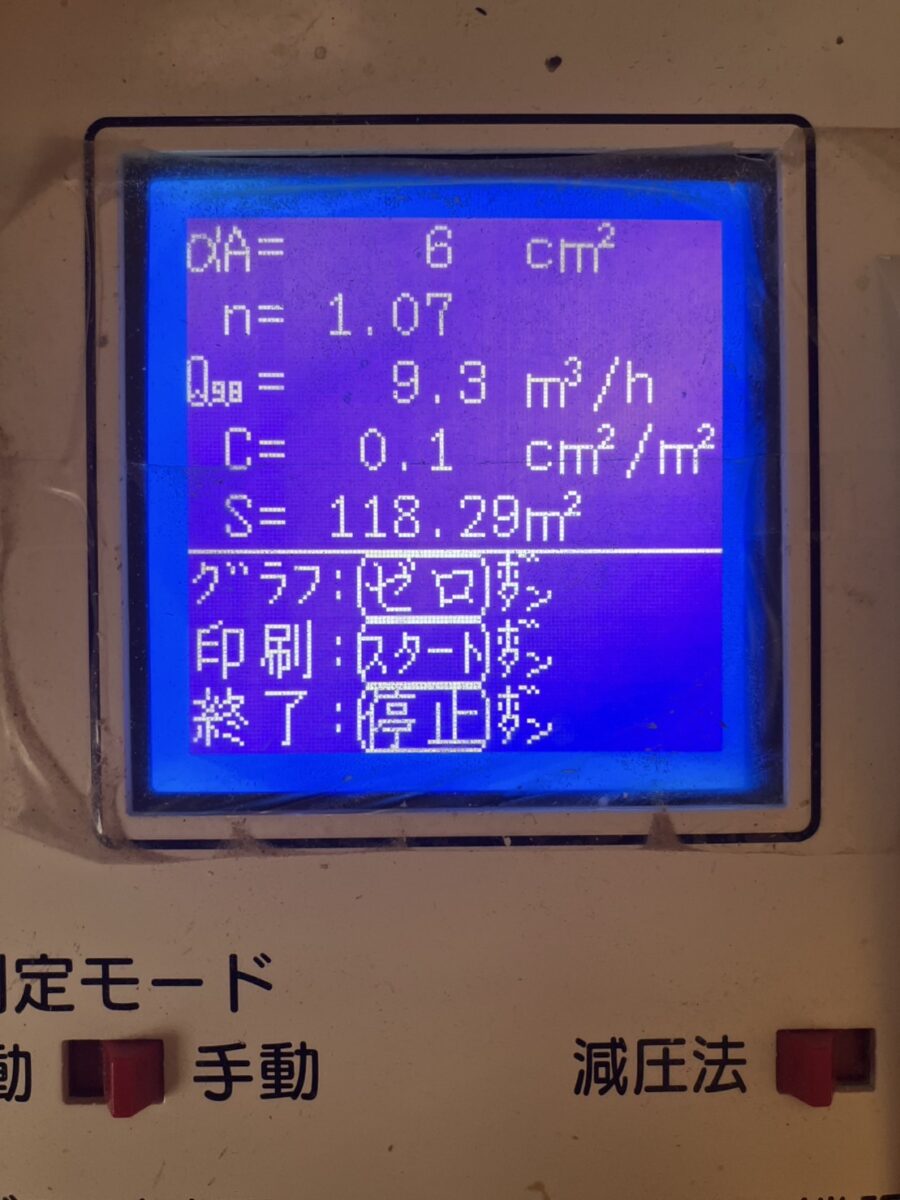 αA= 6 cm²
n= 1.07
Q9.8= 9.3 m³/h
C= 0.1 cm²/m²
S= 118.29m²
グラフ:ゼロボタン
印刷:スタートボタン
終了:停止ボタン
定モード
動 手動 減圧法